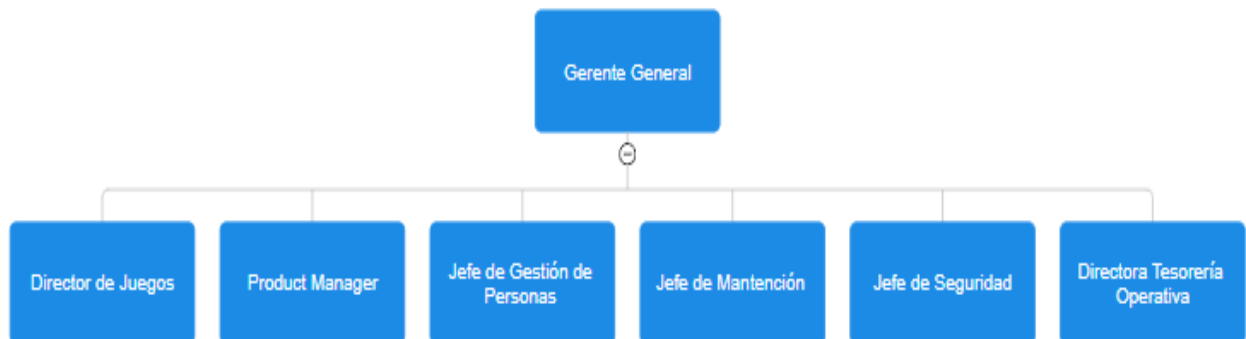 Gerente General
Director de Juegos
Product Manager
Jefe de Gestión de
Personas
Jefe de Mantención
Jefe de Seguridad
Directora Tesorería
Operativa